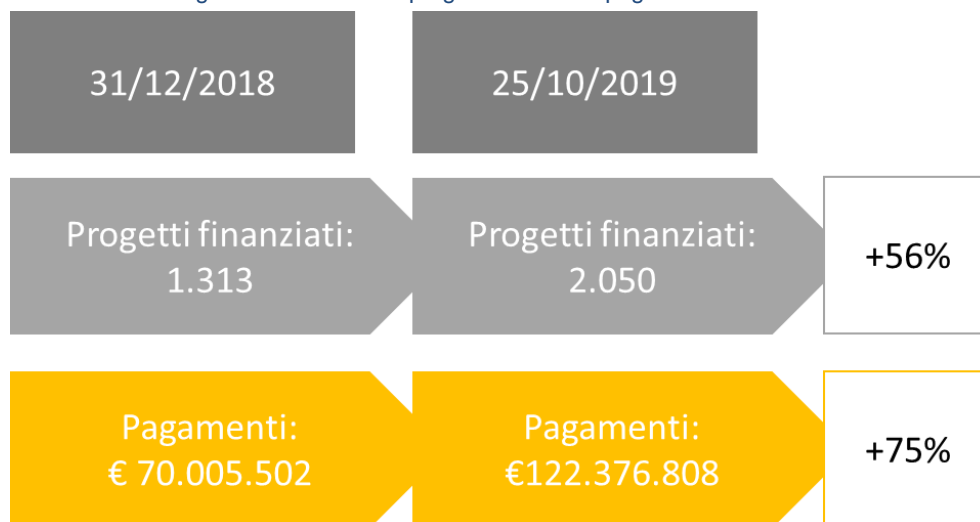 31/12/2018
25/10/2019
Progetti finanziati:
1.313
Progetti finanziati:
2.050
+56%
Pagamenti:
€ 70.005.502
Pagamenti:
€122.376.808
+75%